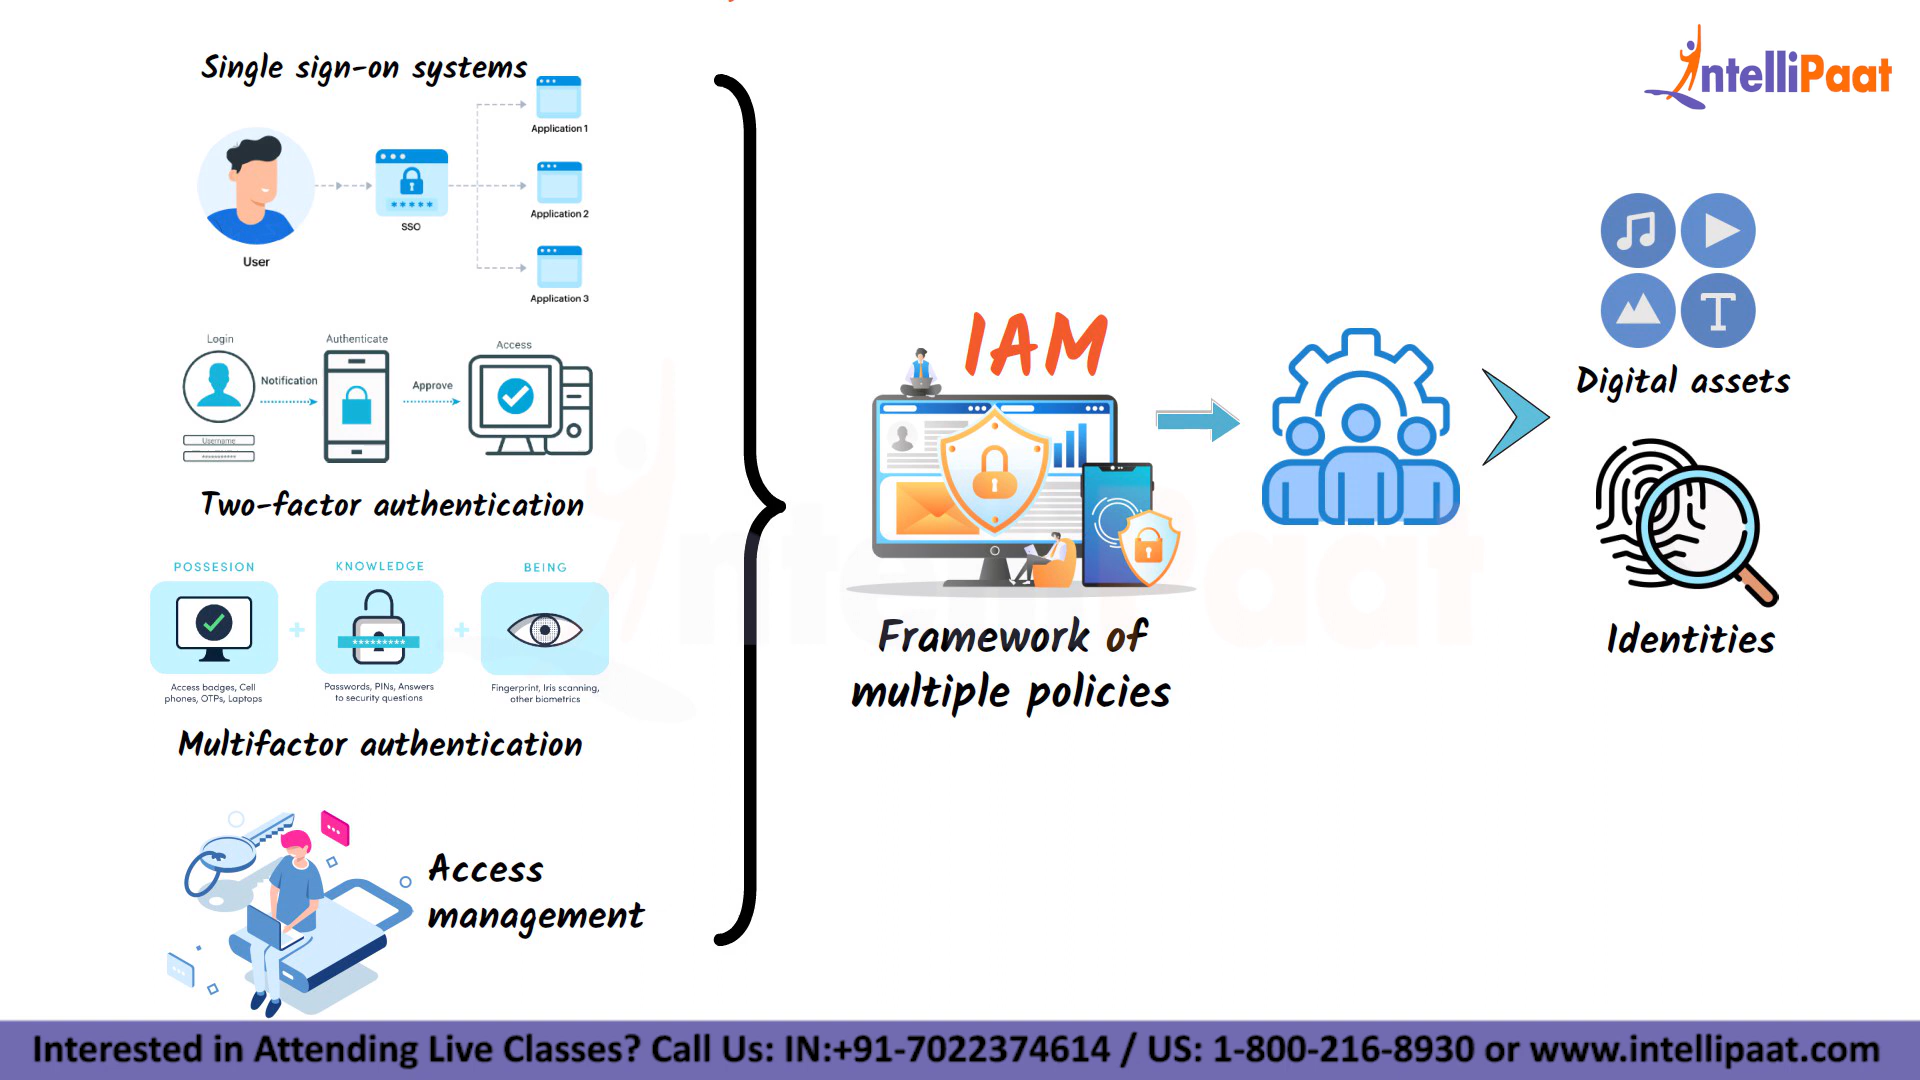 IntelliPaat
Single sign-on systems
Application 1
Application 2
Application 3
SSO
User
Login
Authenticate
Access
Notification
Approve
Username
**********
Two-factor authentication
POSSESION
KNOWLEDGE
BEING
Access badges, Cell
phones, OTPs, Laptops
Passwords, PINs, Answers
to security questions
Fingerprint, Iris scanning,
other biometrics
Multifactor authentication
Access
management
IAM
Framework of
multiple policies
Digital assets
Identities
IntelliPaat
Interested in Attending Live Classes? Call Us: IN:+91-7022374614 / US: 1-800-216-8930 or www.intellipaat.com